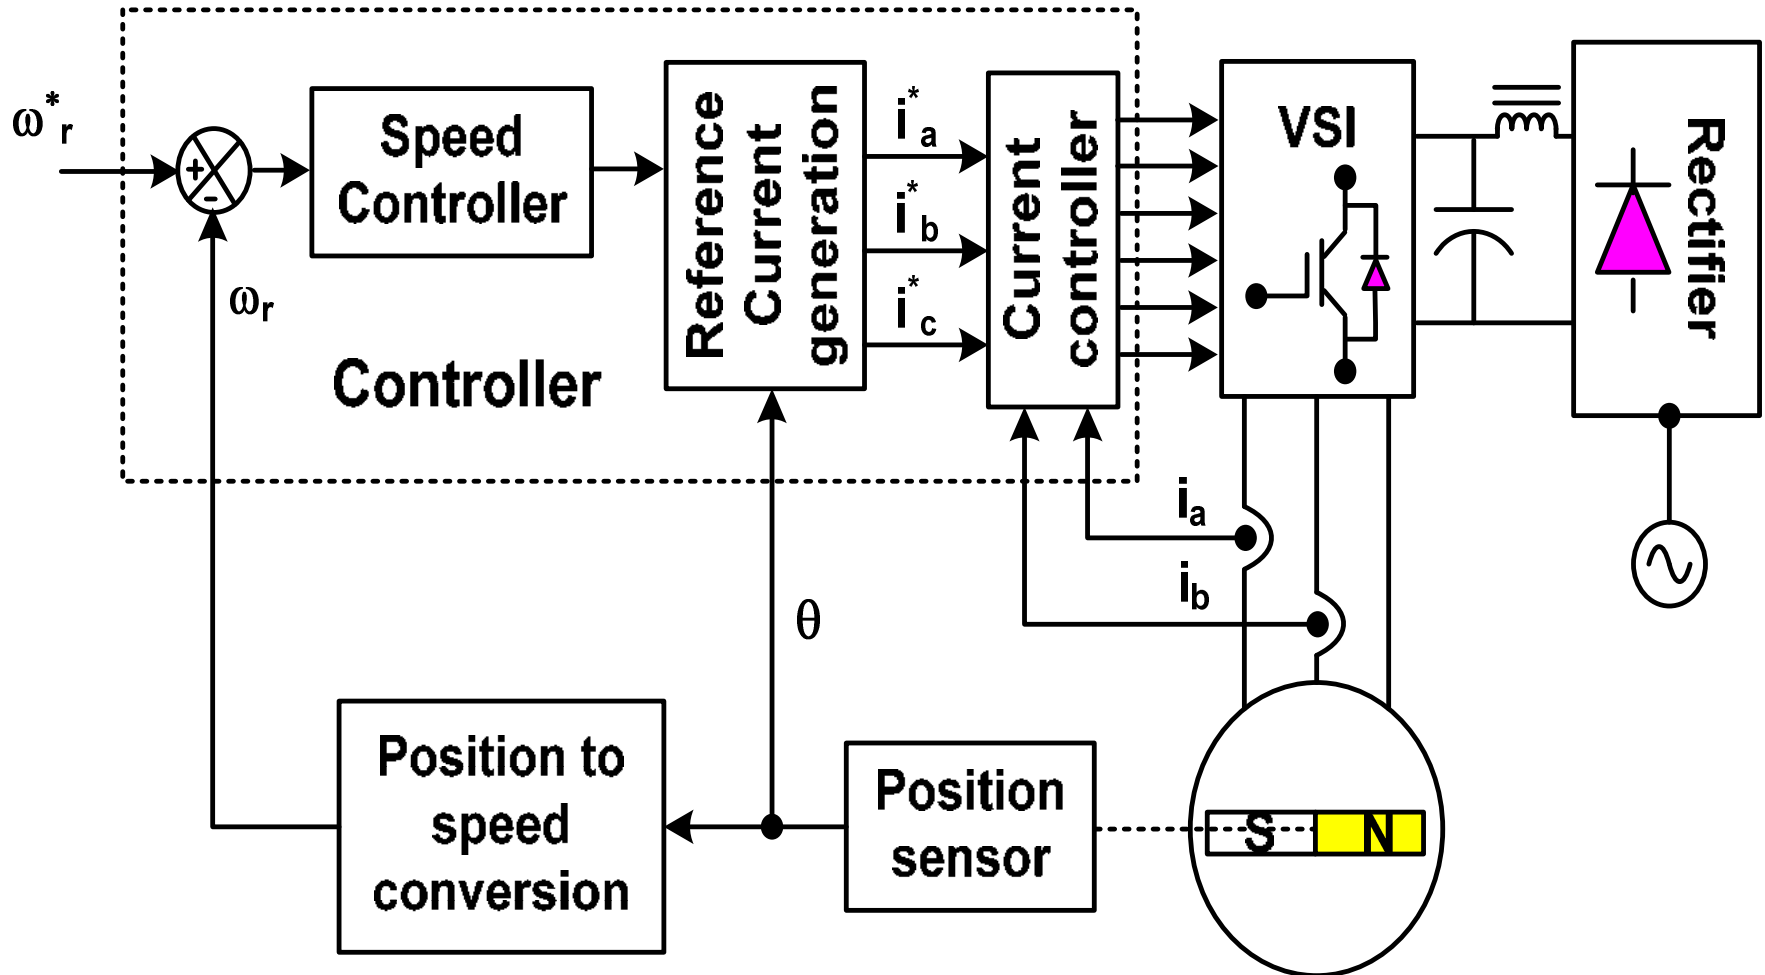 ω*r
+
-
ωr
Speed
Controller
Controller
Reference
Current
generation
i*a
i*b
i*c
Current
controller
VSI
Rectifier
ia
ib
θ
Position to
speed
conversion
Position
sensor
S N